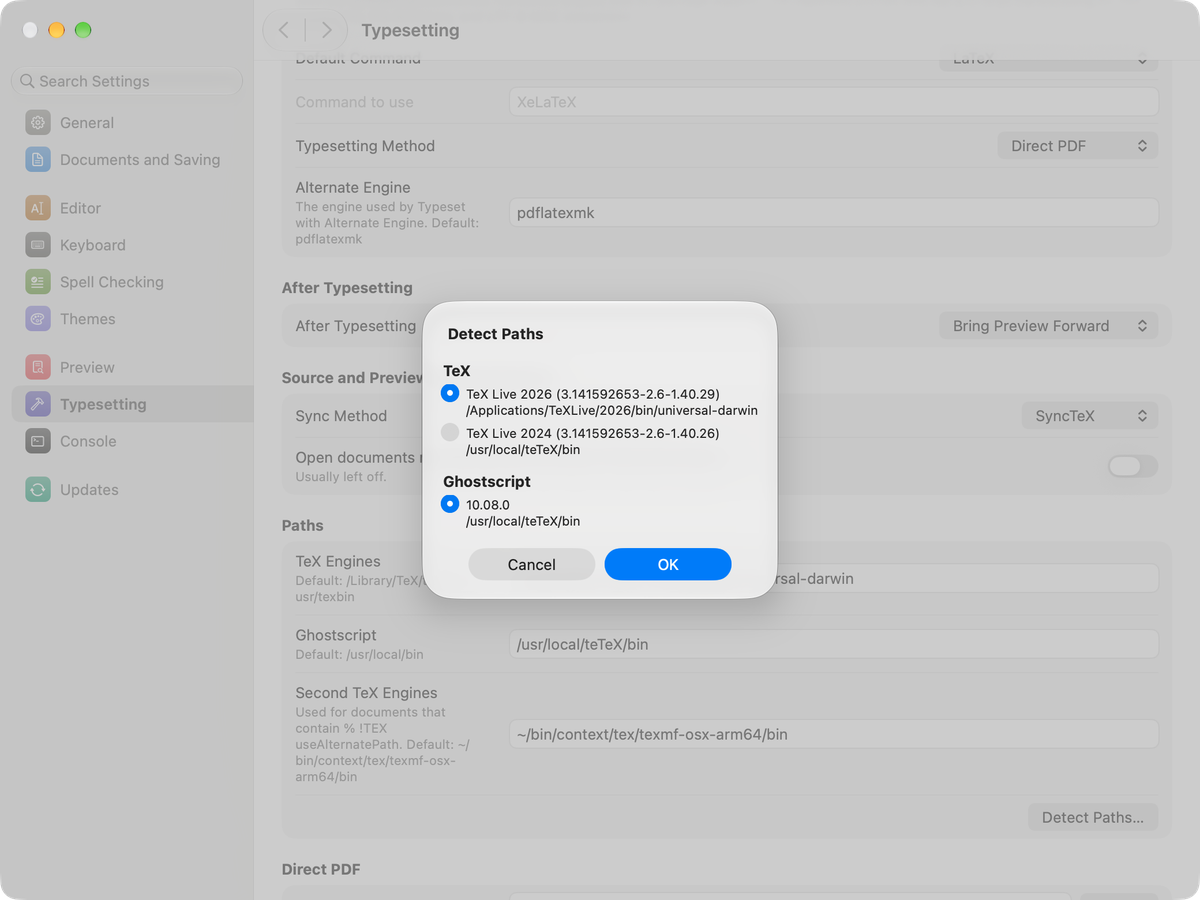 Typesetting
Search Settings
General
Documents and Saving
Editor
Keyboard
Spell Checking
Themes
Preview
Typesetting
Console
Updates
Default Command
LaTeX
Command to use
XeLaTeX
Typesetting Method
Direct PDF
Alternate Engine
The engine used by Typeset
with Alternate Engine. Default:
pdflatexmk
pdflatexmk
After Typesetting
After Typesetting
Bring Preview Forward
Source and Preview
Sync Method
SyncTeX
Open documents
Usually left off.
Paths
TeX Engines
Default: /Library/TeX/
usr/texbin
rsal-darwin
Ghostscript
Default: /usr/local/bin
/usr/local/teTeX/bin
Second TeX Engines
Used for documents that
contain % !TEX
useAlternatePath. Default: ~/
bin/context/tex/texmf-osx-
arm64/bin
~/bin/context/tex/texmf-osx-arm64/bin
Detect Paths...
Direct PDF
Detect Paths
TeX
TeX Live 2026 (3.141592653-2.6-1.40.29)
/Applications/TeXLive/2026/bin/universal-darwin
TeX Live 2024 (3.141592653-2.6-1.40.26)
/usr/local/teTeX/bin
Ghostscript
10.08.0
/usr/local/teTeX/bin
Cancel
OK